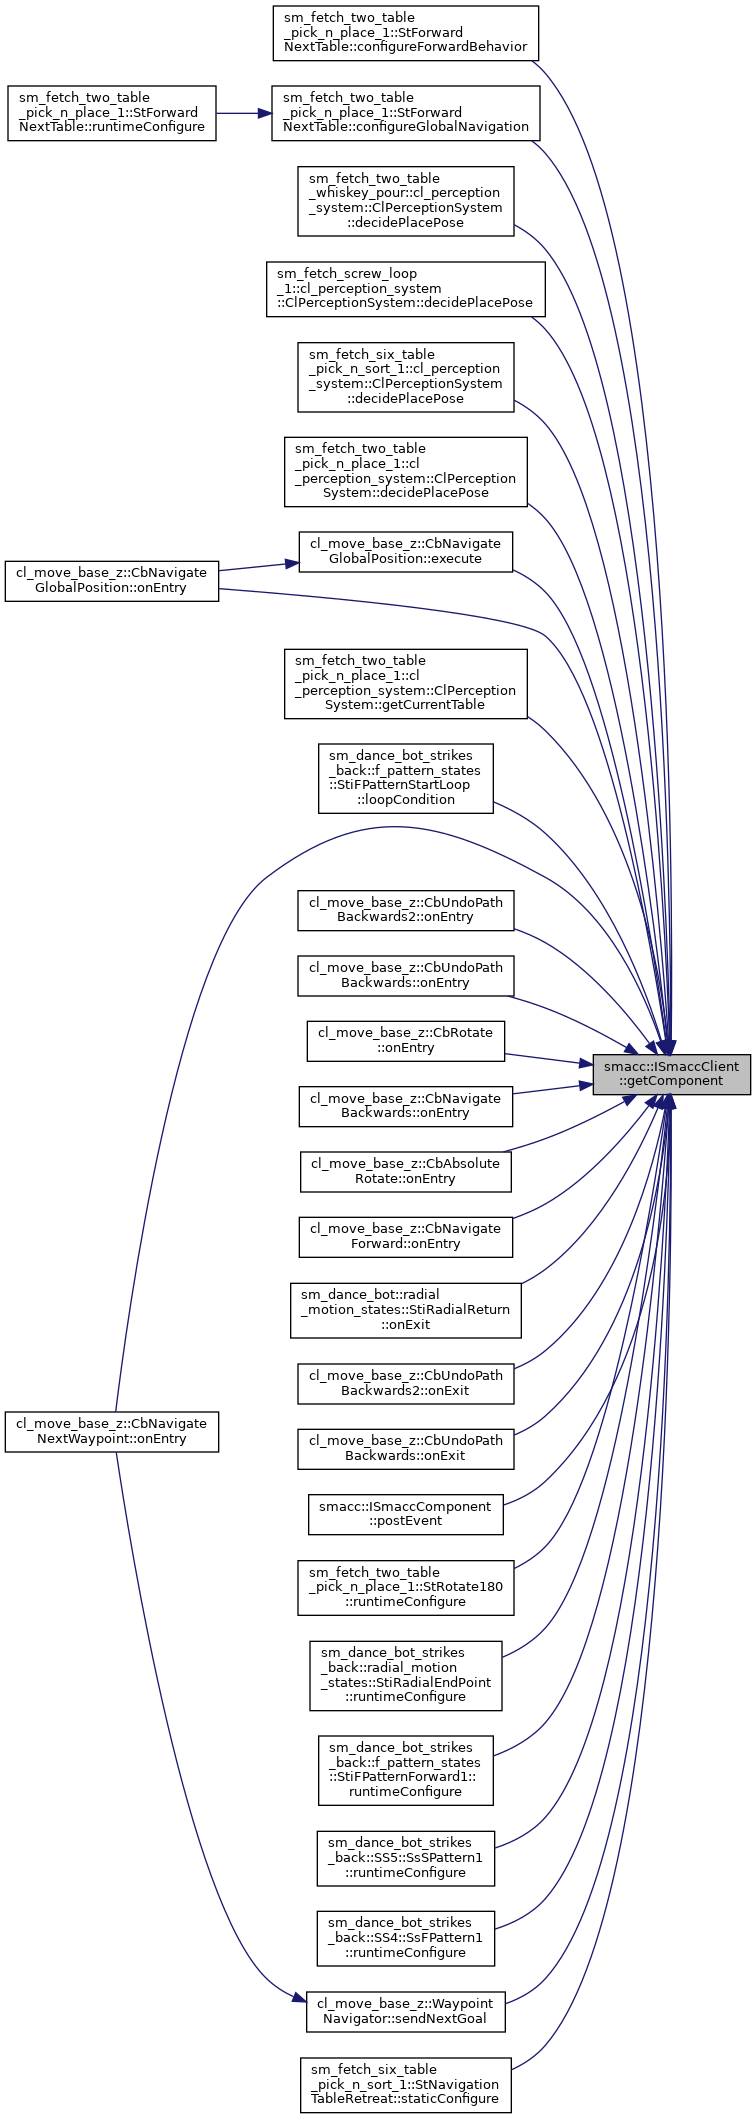 sm_fetch_two_table
_pick_n_place_1::StForward
NextTable::configureForwardBehavior
sm_fetch_two_table
_pick_n_place_1::StForward
NextTable::runtimeConfigure
sm_fetch_two_table
_pick_n_place_1::StForward
NextTable::configureGlobalNavigation
sm_fetch_two_table
_whiskey_pour::cl_perception
_system::ClPerceptionSystem
::decidePlacePose
sm_fetch_screw_loop
_1::cl_perception_system
::ClPerceptionSystem::decidePlacePose
sm_fetch_six_table
_pick_n_sort_1::cl_perception
_system::ClPerceptionSystem
::decidePlacePose
sm_fetch_two_table
_pick_n_place_1::cl
_perception_system::ClPerception
System::decidePlacePose
cl_move_base_z::CbNavigate
GlobalPosition::execute
cl_move_base_z::CbNavigate
GlobalPosition::onEntry
sm_fetch_two_table
_pick_n_place_1::cl
_perception_system::ClPerception
System::getCurrentTable
sm_dance_bot_strikes
_back::f_pattern_states
::StiFPatternStartLoop
::loopCondition
cl_move_base_z::CbUndoPath
Backwards2::onEntry
cl_move_base_z::CbUndoPath
Backwards::onEntry
cl_move_base_z::CbRotate
::onEntry
smacc::ISmaccClient
::getComponent
cl_move_base_z::CbNavigate
Backwards::onEntry
cl_move_base_z::CbAbsolute
Rotate::onEntry
cl_move_base_z::CbNavigate
Forward::onEntry
sm_dance_bot::radial
_motion_states::StiRadialReturn
::onExit
cl_move_base_z::CbUndoPath
Backwards2::onExit
cl_move_base_z::CbNavigate
NextWaypoint::onEntry
cl_move_base_z::CbUndoPath
Backwards::onExit
smacc::ISmaccComponent
::postEvent
sm_fetch_two_table
_pick_n_place_1::StRotate180
::runtimeConfigure
sm_dance_bot_strikes
_back::radial_motion
_states::StiRadialEndPoint
::runtimeConfigure
sm_dance_bot_strikes
_back::f_pattern_states
::StiFPatternForward1::
runtimeConfigure
sm_dance_bot_strikes
_back::SS5::SsSPattern1
::runtimeConfigure
sm_dance_bot_strikes
_back::SS4::SsFPattern1
::runtimeConfigure
cl_move_base_z::Waypoint
Navigator::sendNextGoal
sm_fetch_six_table
_pick_n_sort_1::StNavigation
TableRetreat::staticConfigure